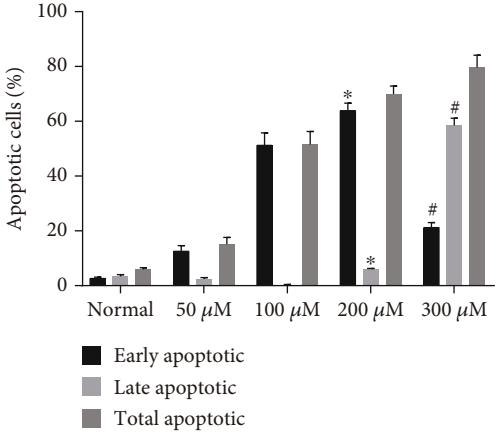 Apoptotic cells (%)
100
80
60
40
20
0
*
*
#
#
Normal
50 μM
100 μM
200 μM
300 μM
Early apoptotic
Late apoptotic
Total apoptotic